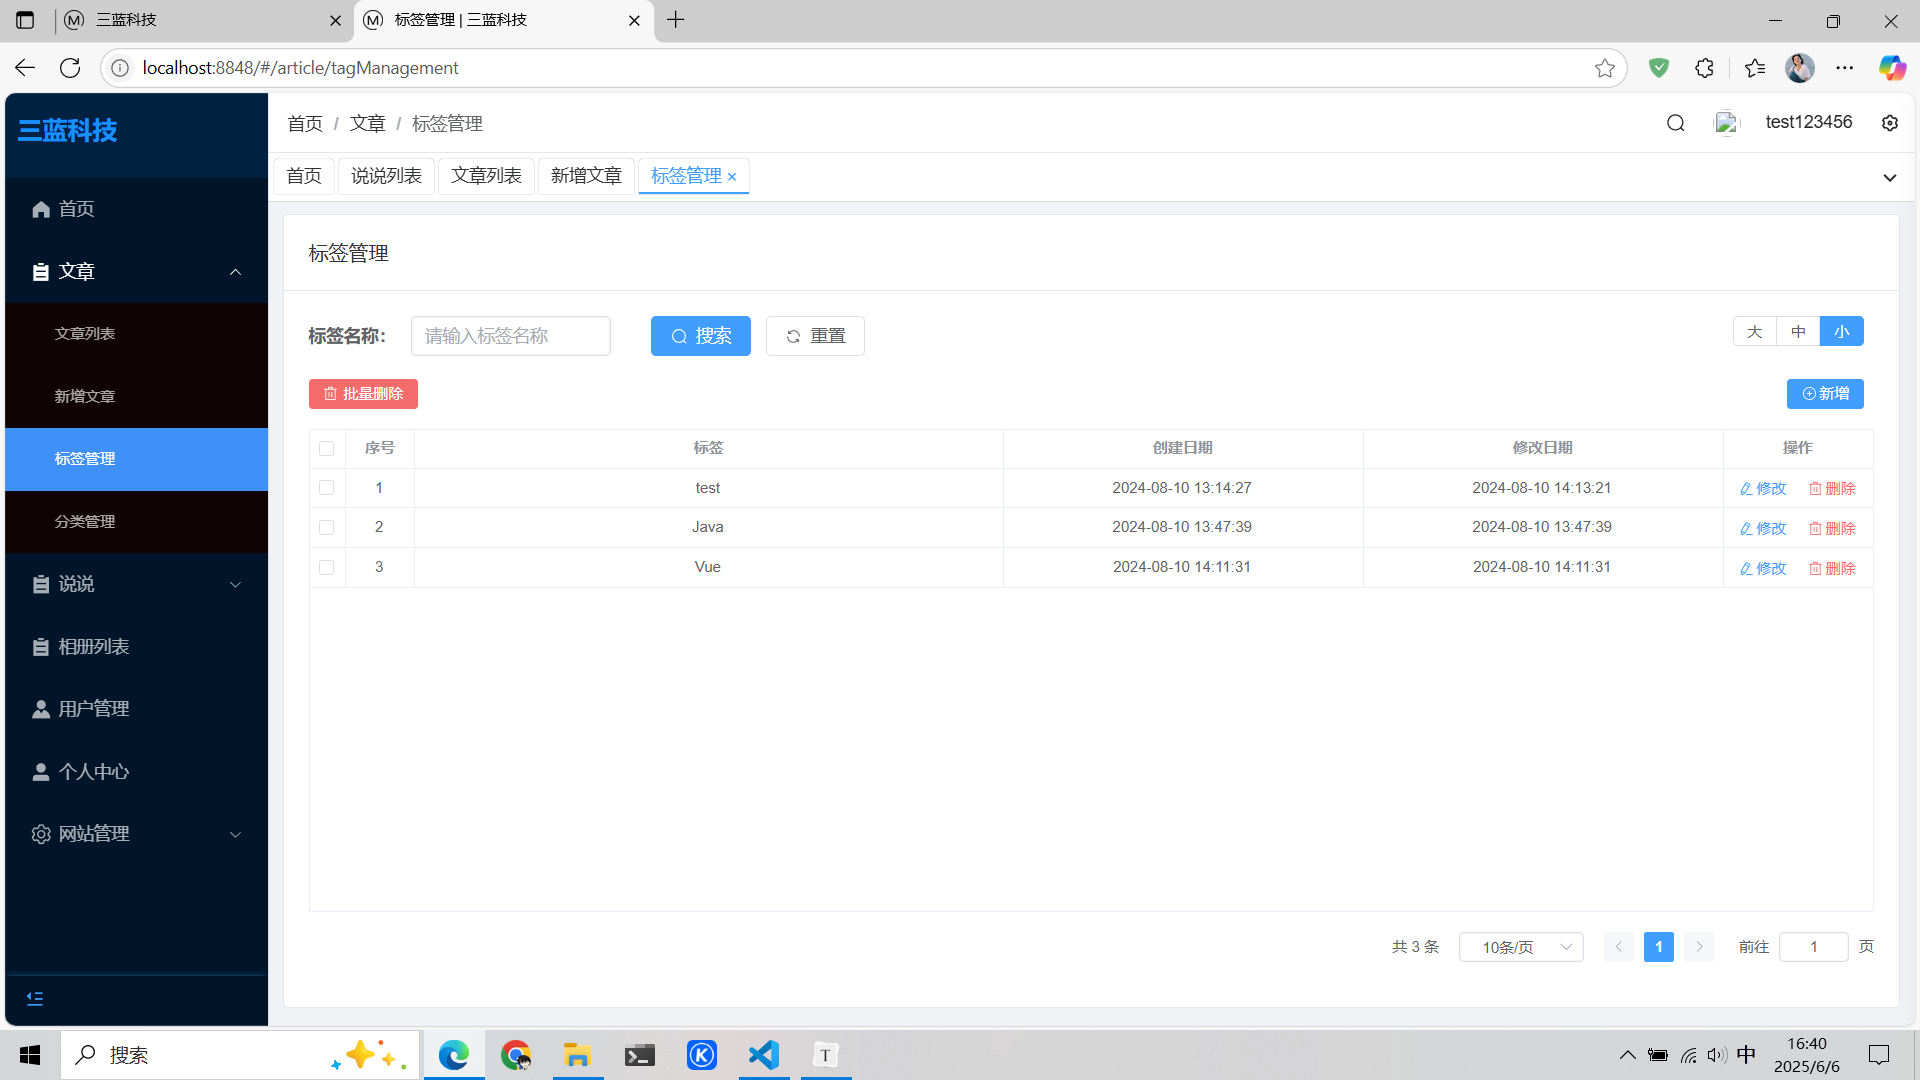 三蓝科技
标签管理 | 三蓝科技
localhost:8848/#/article/tagManagement
三蓝科技
首页 / 文章 / 标签管理
test123456
首页
说说列表
文章列表
新增文章
标签管理
首页
文章
文章列表
新增文章
标签管理
分类管理
说说
相册列表
用户管理
个人中心
网站管理
标签管理
标签名称：
请输入标签名称
搜索
重置
大 中 小
批量删除
新增
序号 标签 创建日期 修改日期 操作
1 test 2024-08-10 13:14:27 2024-08-10 14:13:21 修改 删除
2 Java 2024-08-10 13:47:39 2024-08-10 13:47:39 修改 删除
3 Vue 2024-08-10 14:11:31 2024-08-10 14:11:31 修改 删除
共 3 条 10条/页 1 前往 1 页
搜索
T
中
16:40
2025/6/6